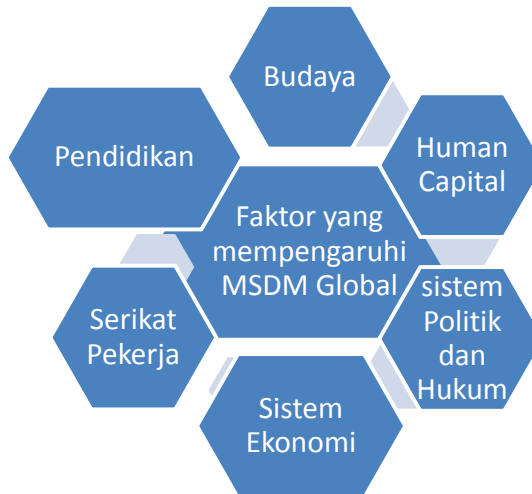 Budaya
Human
Capital
Pendidikan
Faktor yang
mempengaruhi
MSDM Global
sistem
Politik
dan
Hukum
Serikat
Pekerja
Sistem
Ekonomi